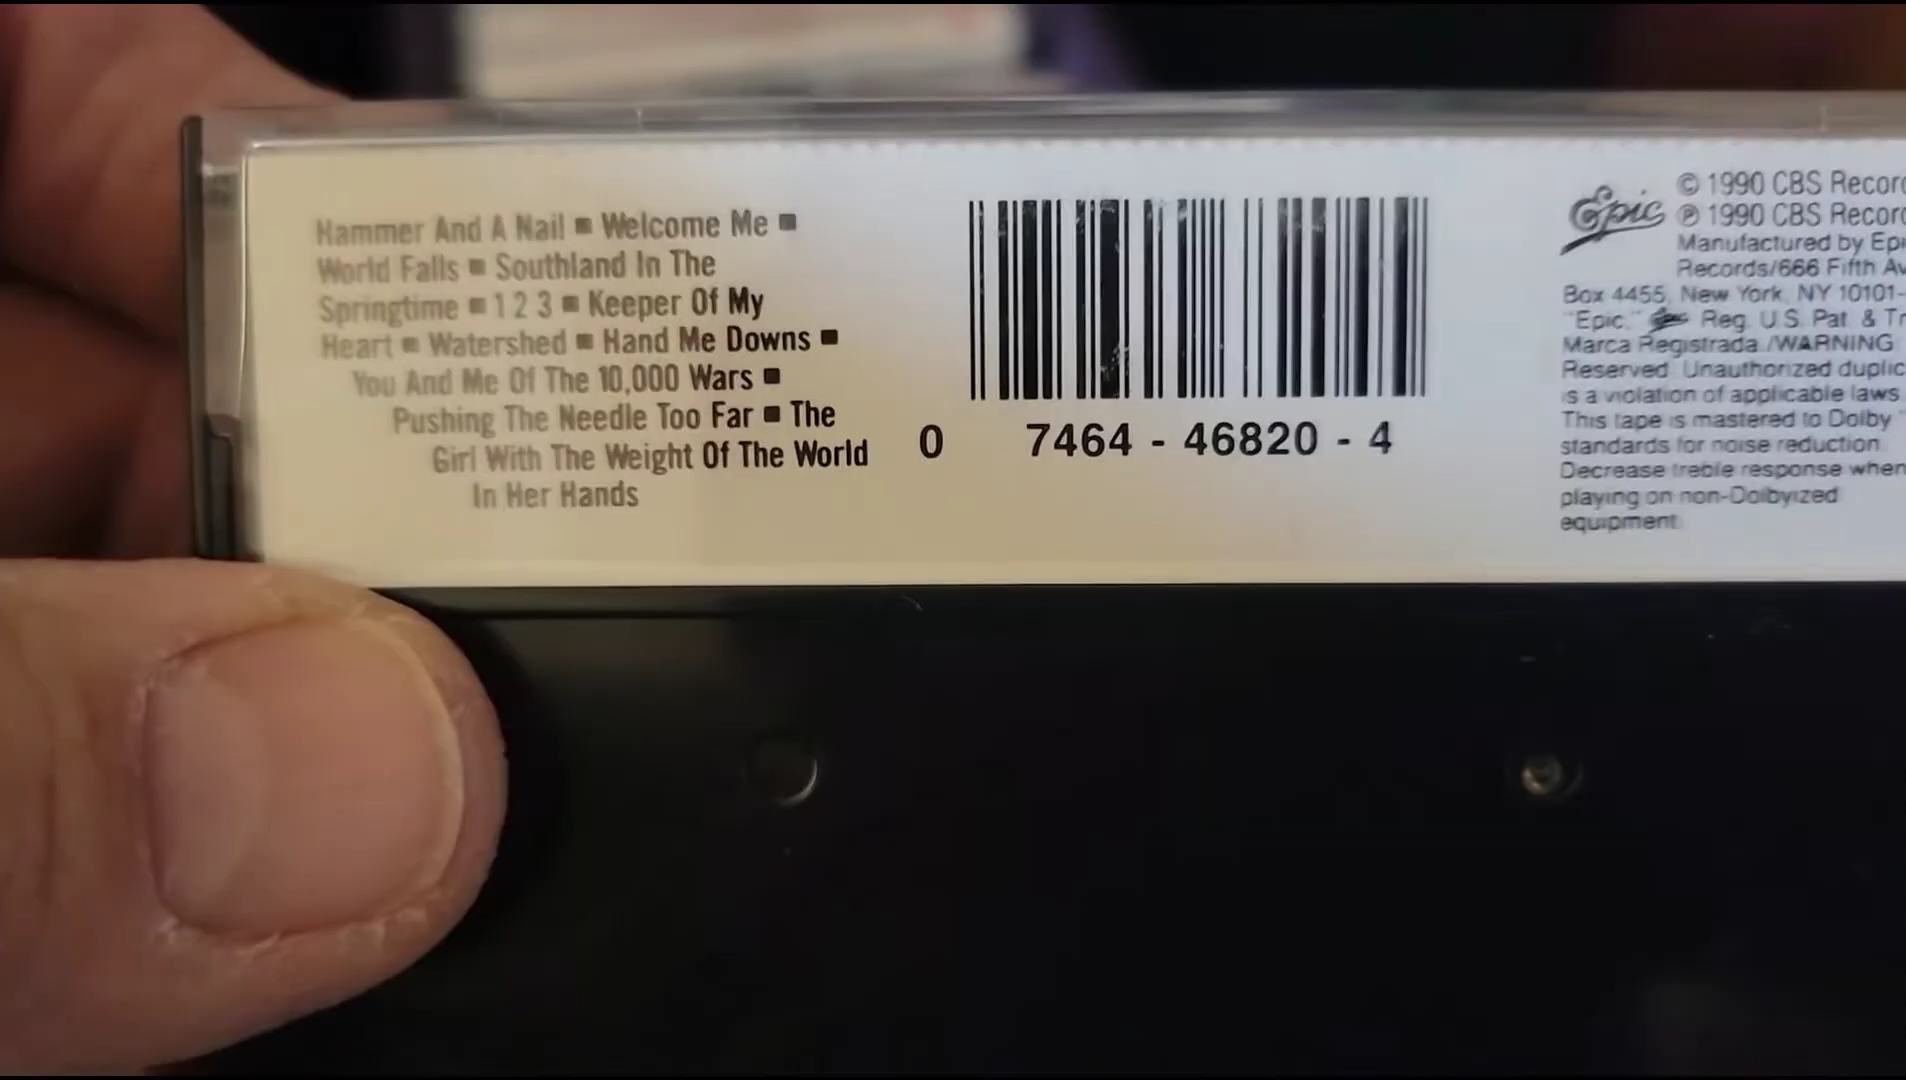 Hammer And A Nail ▪ Welcome Me ▪
World Falls ▪ Southland In The
Springtime ▪ 1 2 3 ▪ Keeper Of My
Heart ▪ Watershed ▪ Hand Me Downs ▪
You And Me Of The 10,000 Wars ▪
Pushing The Needle Too Far ▪ The
Girl With The Weight Of The World
In Her Hands
0 7464 - 46820 - 4
Epic
© 1990 CBS Recor
℗ 1990 CBS Recor
Manufactured by Epi
Records/666 Fifth Av
Box 4455, New York, NY 10101-
"Epic," Epic Reg. U.S. Pat. & Tr
Marca Registrada./WARNING
Reserved. Unauthorized duplic
is a violation of applicable laws.
This tape is mastered to Dolby
standards for noise reduction.
Decrease treble response when
playing on non-Dolbyized
equipment.